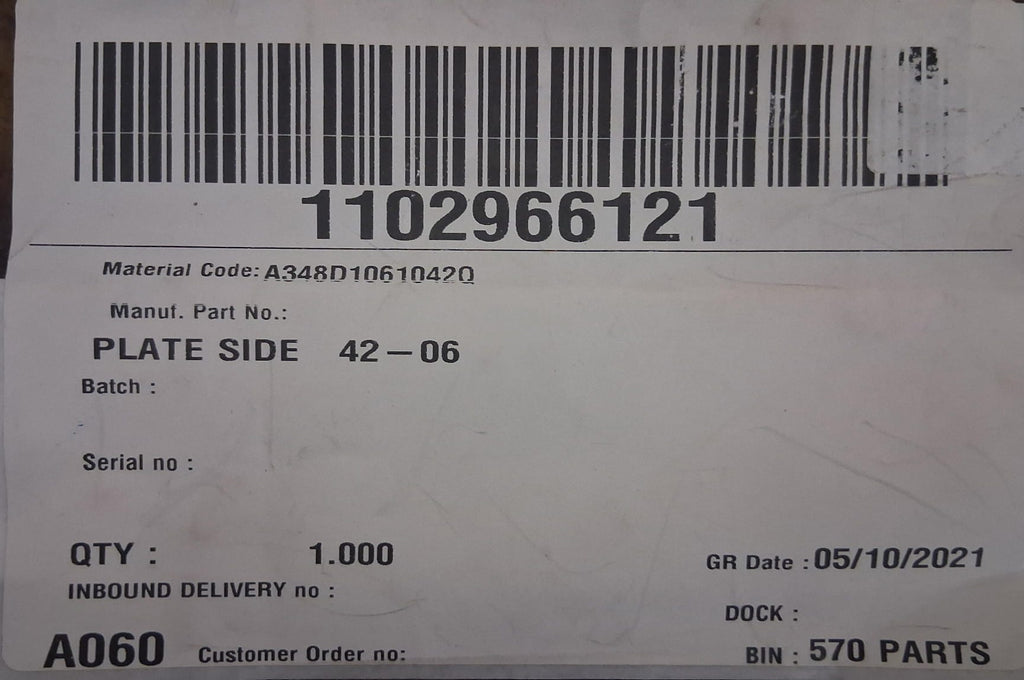 1102966121
Material Code: A348D1061042Q
Manuf. Part No.:
PLATE SIDE 42-06
Batch :
Serial no :
QTY : 1.000
GR Date : 05/10/2021
INBOUND DELIVERY no :
DOCK :
A060 Customer Order no:
BIN : 570 PARTS